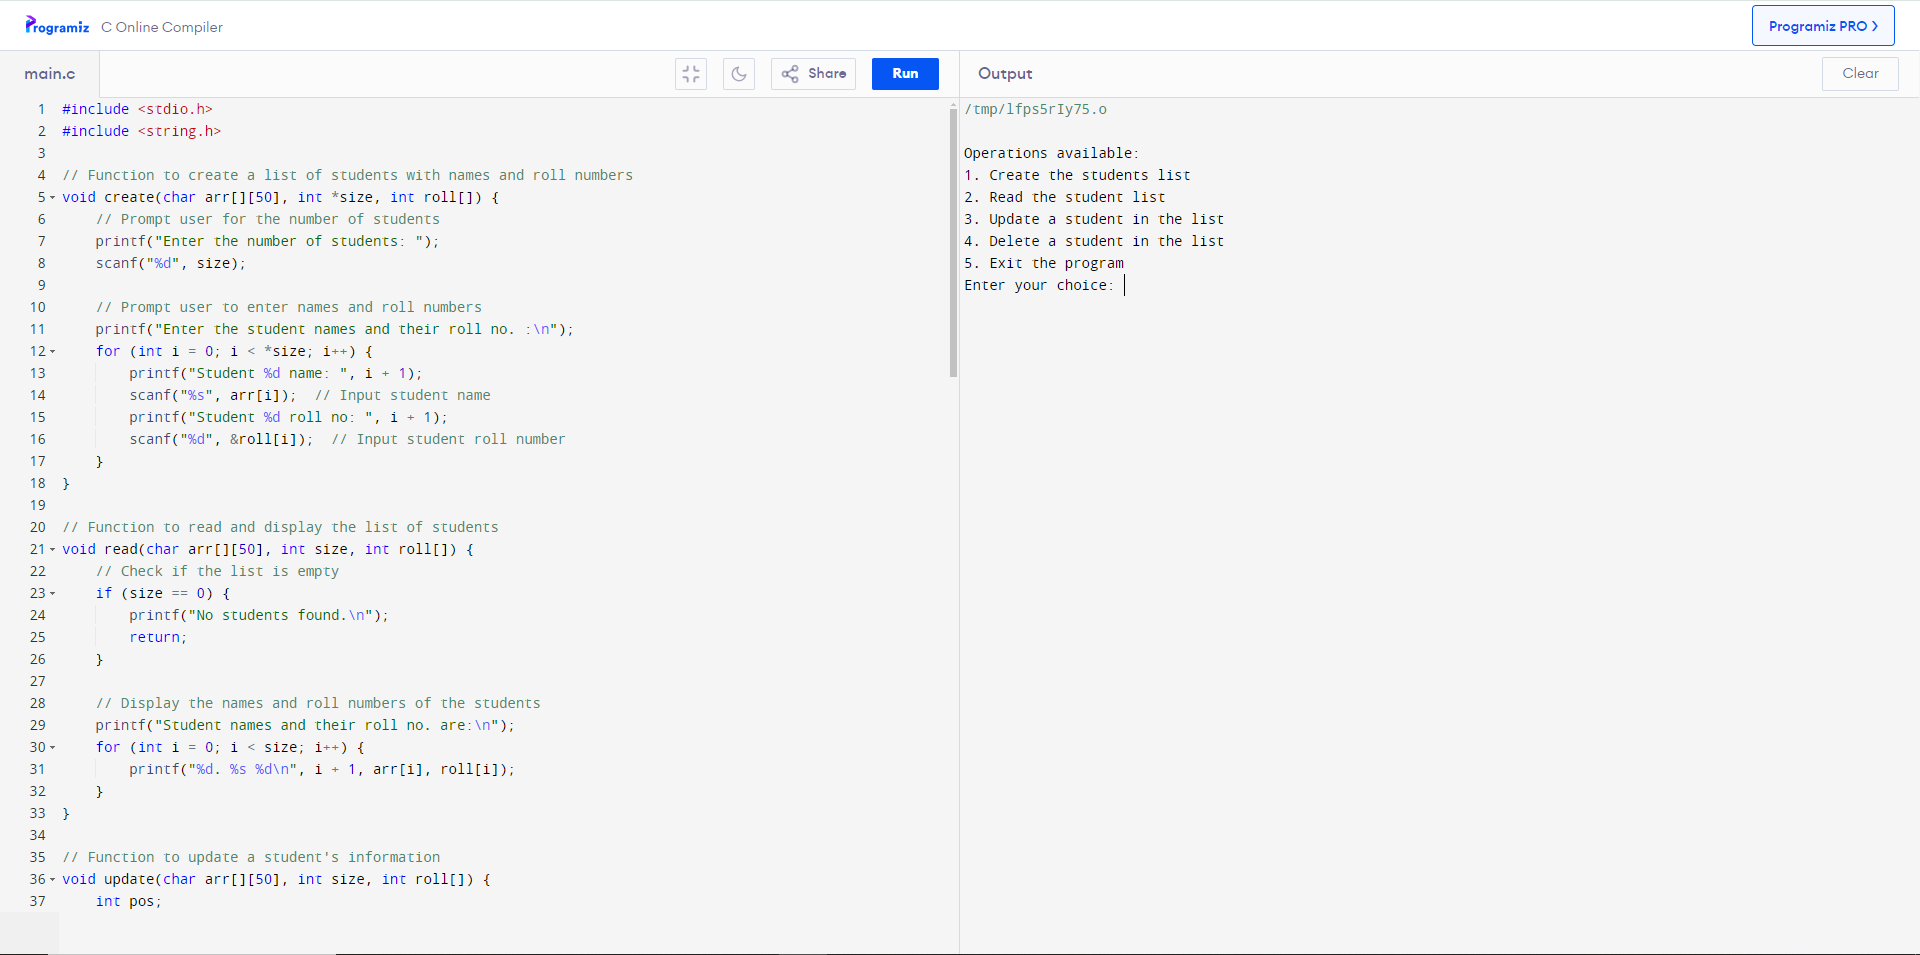 Programiz C Online Compiler
Programiz PRO >
main.c
Share
Run
Output
Clear
1 #include <stdio.h>
2 #include <string.h>
3
4 // Function to create a list of students with names and roll numbers
5 void create(char arr[][50], int *size, int roll[]) {
6     // Prompt user for the number of students
7     printf("Enter the number of students: ");
8     scanf("%d", size);
9
10     // Prompt user to enter names and roll numbers
11     printf("Enter the student names and their roll no. :\n");
12     for (int i = 0; i < *size; i++) {
13         printf("Student %d name: ", i + 1);
14         scanf("%s", arr[i]);  // Input student name
15         printf("Student %d roll no: ", i + 1);
16         scanf("%d", &roll[i]);  // Input student roll number
17     }
18 }
19
20 // Function to read and display the list of students
21 void read(char arr[][50], int size, int roll[]) {
22     // Check if the list is empty
23     if (size == 0) {
24         printf("No students found.\n");
25         return;
26     }
27
28     // Display the names and roll numbers of the students
29     printf("Student names and their roll no. are:\n");
30     for (int i = 0; i < size; i++) {
31         printf("%d. %s %d\n", i + 1, arr[i], roll[i]);
32     }
33 }
34
35 // Function to update a student's information
36 void update(char arr[][50], int size, int roll[]) {
37     int pos;
/tmp/lfps5rIy75.o
Operations available:
1. Create the students list
2. Read the student list
3. Update a student in the list
4. Delete a student in the list
5. Exit the program
Enter your choice: